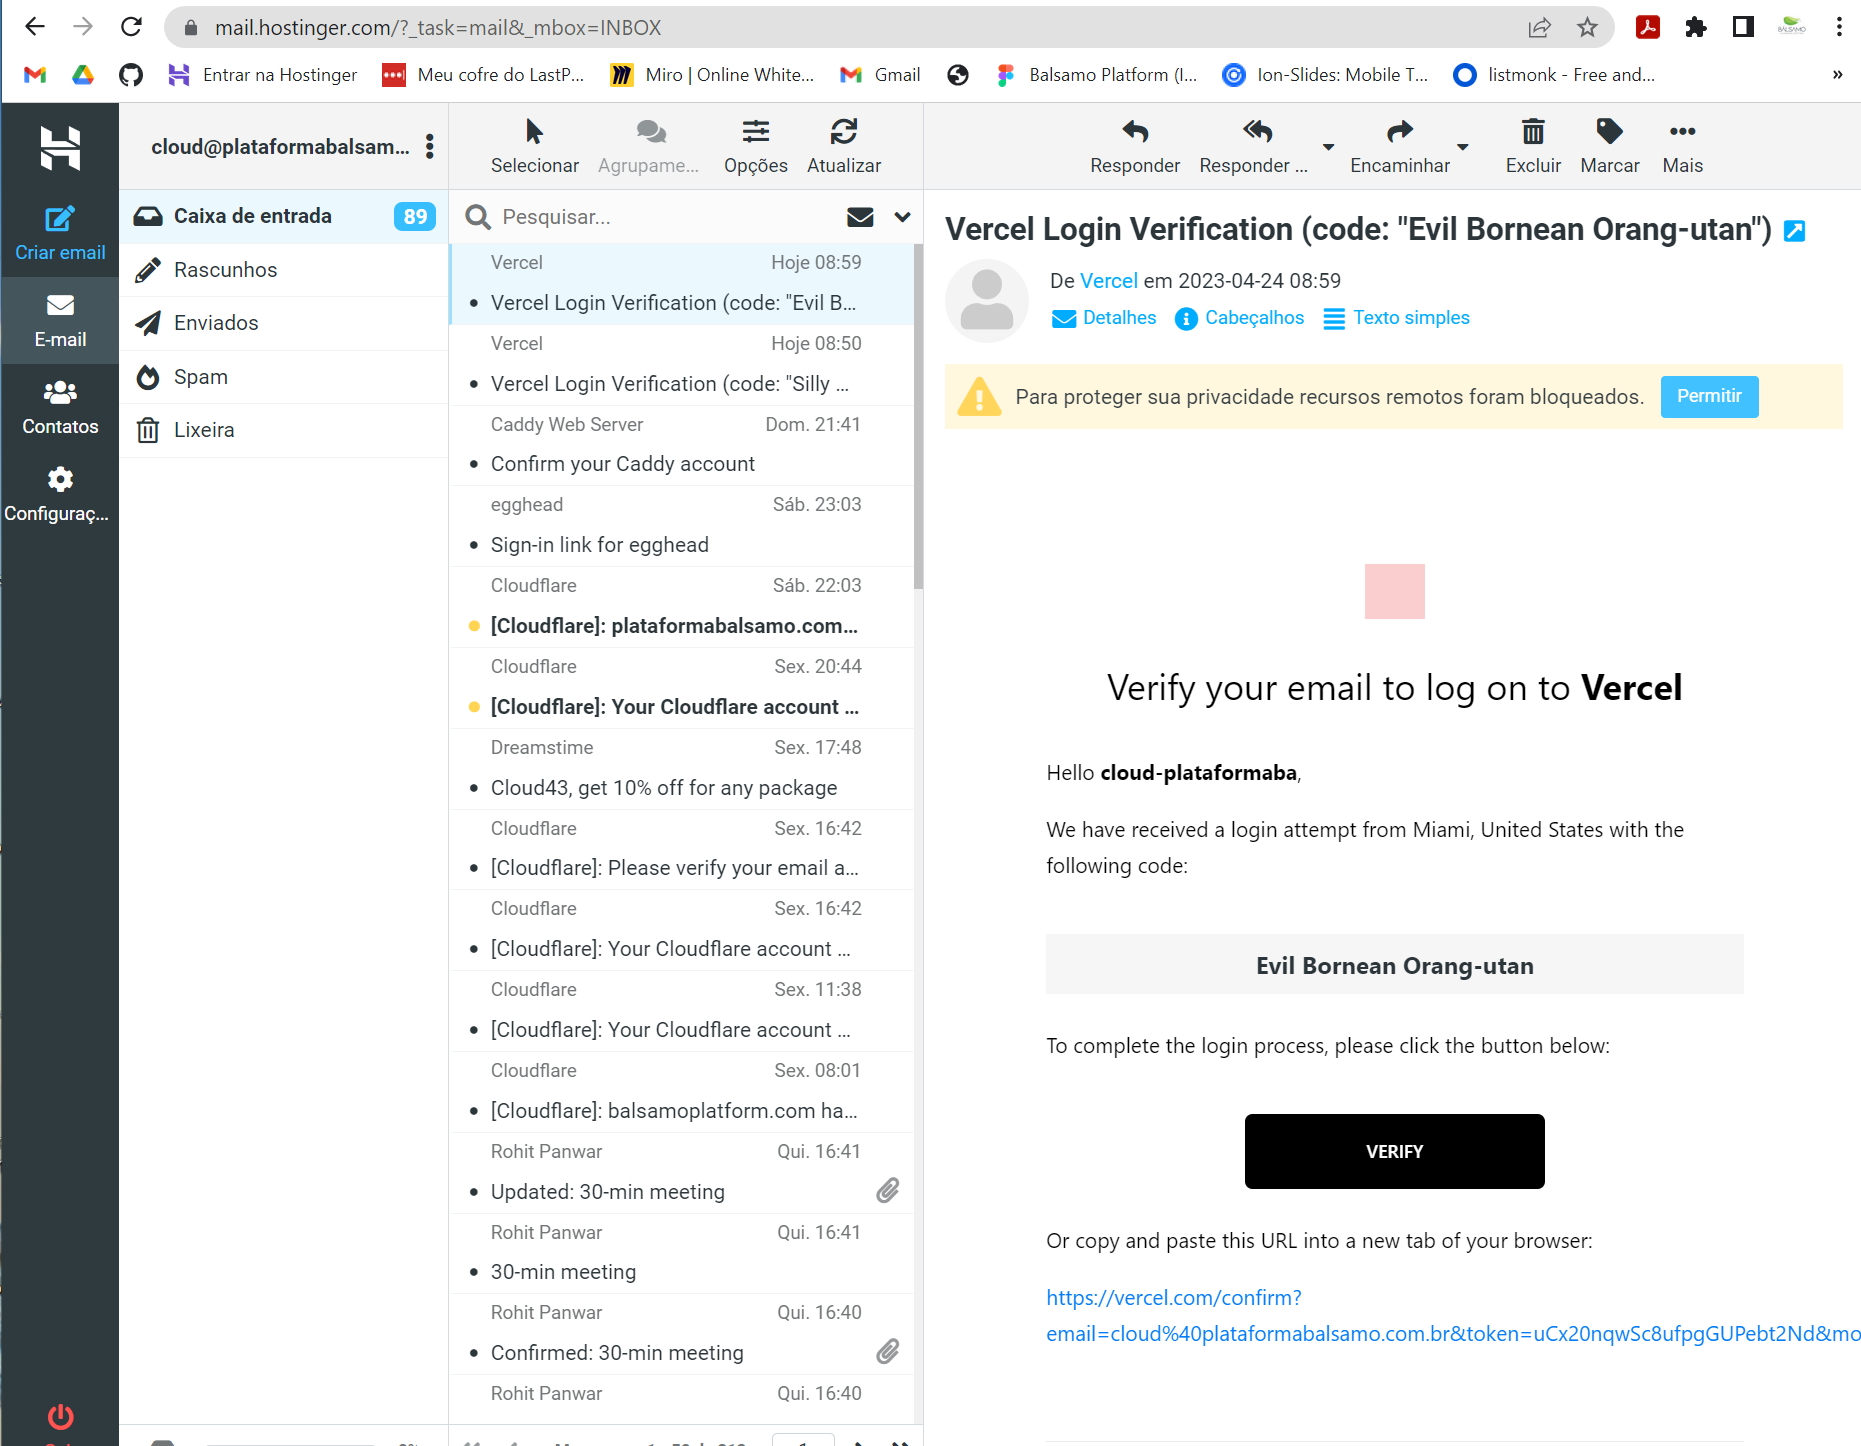 mail.hostinger.com/?_task=mail&_mbox=INBOX
Entrar na Hostinger
Meu cofre do LastP...
Miro | Online White...
Gmail
Balsamo Platform (I...
Ion-Slides: Mobile T...
listmonk - Free and...
»
Criar email
E-mail
Contatos
Configuraç...
cloud@plataformabalsam...
Caixa de entrada 89
Rascunhos
Enviados
Spam
Lixeira
Selecionar
Agrupame...
Opções
Atualizar
Pesquisar...
Vercel Hoje 08:59
Vercel Login Verification (code: "Evil B...
Vercel Hoje 08:50
Vercel Login Verification (code: "Silly ...
Caddy Web Server Dom. 21:41
Confirm your Caddy account
egghead Sáb. 23:03
Sign-in link for egghead
Cloudflare Sáb. 22:03
[Cloudflare]: plataformabalsamo.com...
Cloudflare Sex. 20:44
[Cloudflare]: Your Cloudflare account ...
Dreamstime Sex. 17:48
Cloud43, get 10% off for any package
Cloudflare Sex. 16:42
[Cloudflare]: Please verify your email a...
Cloudflare Sex. 16:42
[Cloudflare]: Your Cloudflare account ...
Cloudflare Sex. 11:38
[Cloudflare]: Your Cloudflare account ...
Cloudflare Sex. 08:01
[Cloudflare]: balsamoplatform.com ha...
Rohit Panwar Qui. 16:41
Updated: 30-min meeting
Rohit Panwar Qui. 16:41
30-min meeting
Rohit Panwar Qui. 16:40
Confirmed: 30-min meeting
Rohit Panwar Qui. 16:40
Responder
Responder ...
Encaminhar
Excluir
Marcar
Mais
Vercel Login Verification (code: "Evil Bornean Orang-utan")
De Vercel em 2023-04-24 08:59
Detalhes Cabeçalhos Texto simples
Para proteger sua privacidade recursos remotos foram bloqueados. Permitir
Verify your email to log on to Vercel
Hello cloud-plataformaba,
We have received a login attempt from Miami, United States with the
following code:
Evil Bornean Orang-utan
To complete the login process, please click the button below:
VERIFY
Or copy and paste this URL into a new tab of your browser:
https://vercel.com/confirm?
email=cloud%40plataformabalsamo.com.br&token=uCx20nqwSc8ufpgGUPebt2Nd&mo